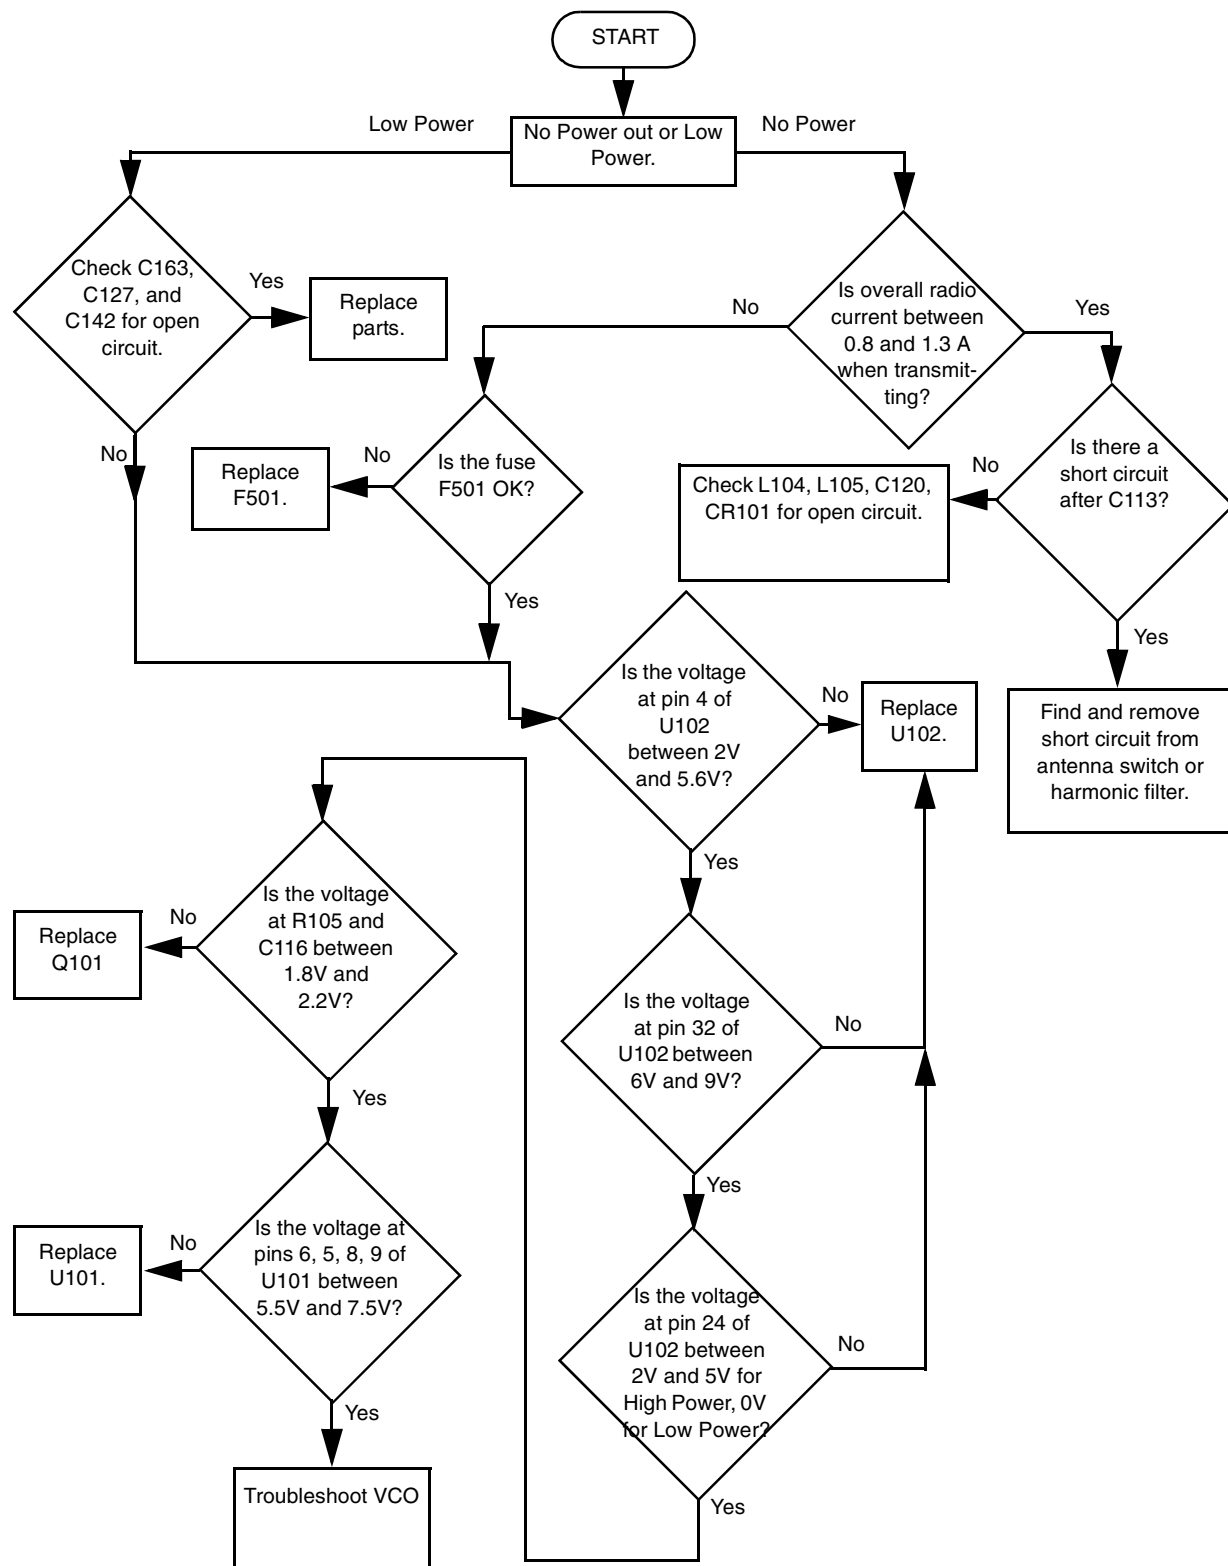 START
No Power out or Low
Power.
Low Power
No Power
Check C163,
C127, and
C142 for open
circuit.
Yes
Replace
parts.
No
Is overall radio
current between
0.8 and 1.3 A
when transmit-
ting?
No
Yes
Is the fuse
F501 OK?
No
Replace
F501.
Yes
Is there a
short circuit
after C113?
No
Check L104, L105, C120,
CR101 for open circuit.
Yes
Find and remove
short circuit from
antenna switch or
harmonic filter.
Is the voltage
at pin 4 of
U102
between 2V
and 5.6V?
No
Replace
U102.
Yes
Is the voltage
at pin 32 of
U102 between
6V and 9V?
No
Yes
Is the voltage
at pin 24 of
U102 between
2V and 5V for
High Power, 0V
for Low Power?
No
Yes
Is the voltage
at R105 and
C116 between
1.8V and
2.2V?
No
Replace
Q101
Yes
Is the voltage at
pins 6, 5, 8, 9 of
U101 between
5.5V and 7.5V?
No
Replace
U101.
Yes
Troubleshoot VCO